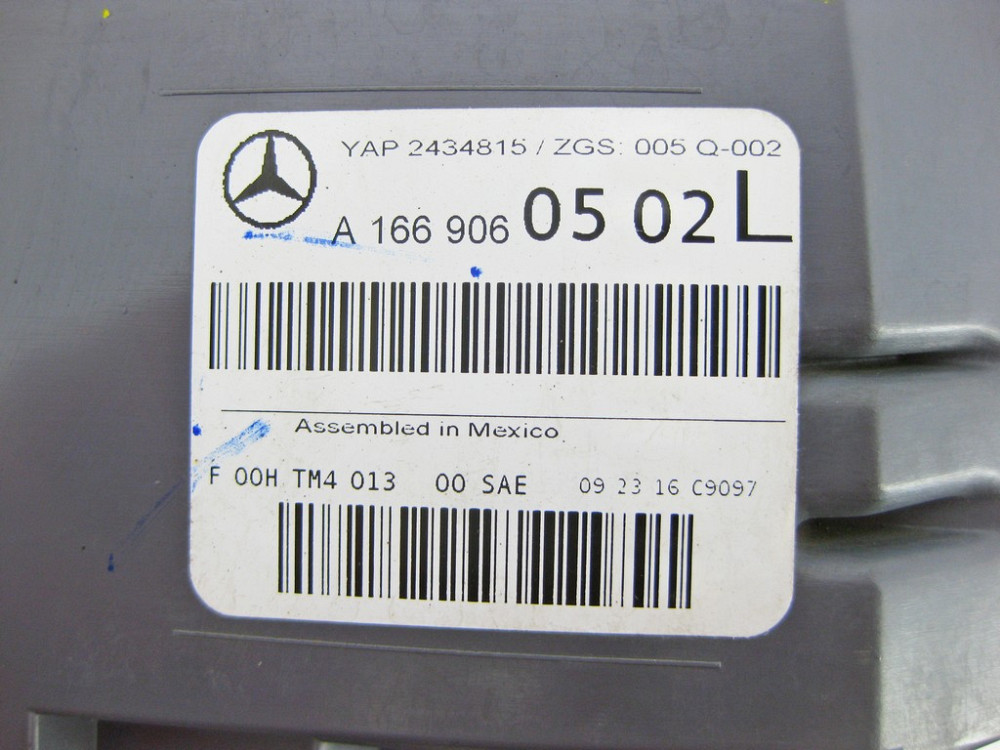 YAP 2434815 / ZGS: 005 Q-002
A 166 906 05 02 L
Assembled in Mexico
F 00H TM4 013 00 SAE 09 23 16 C9097